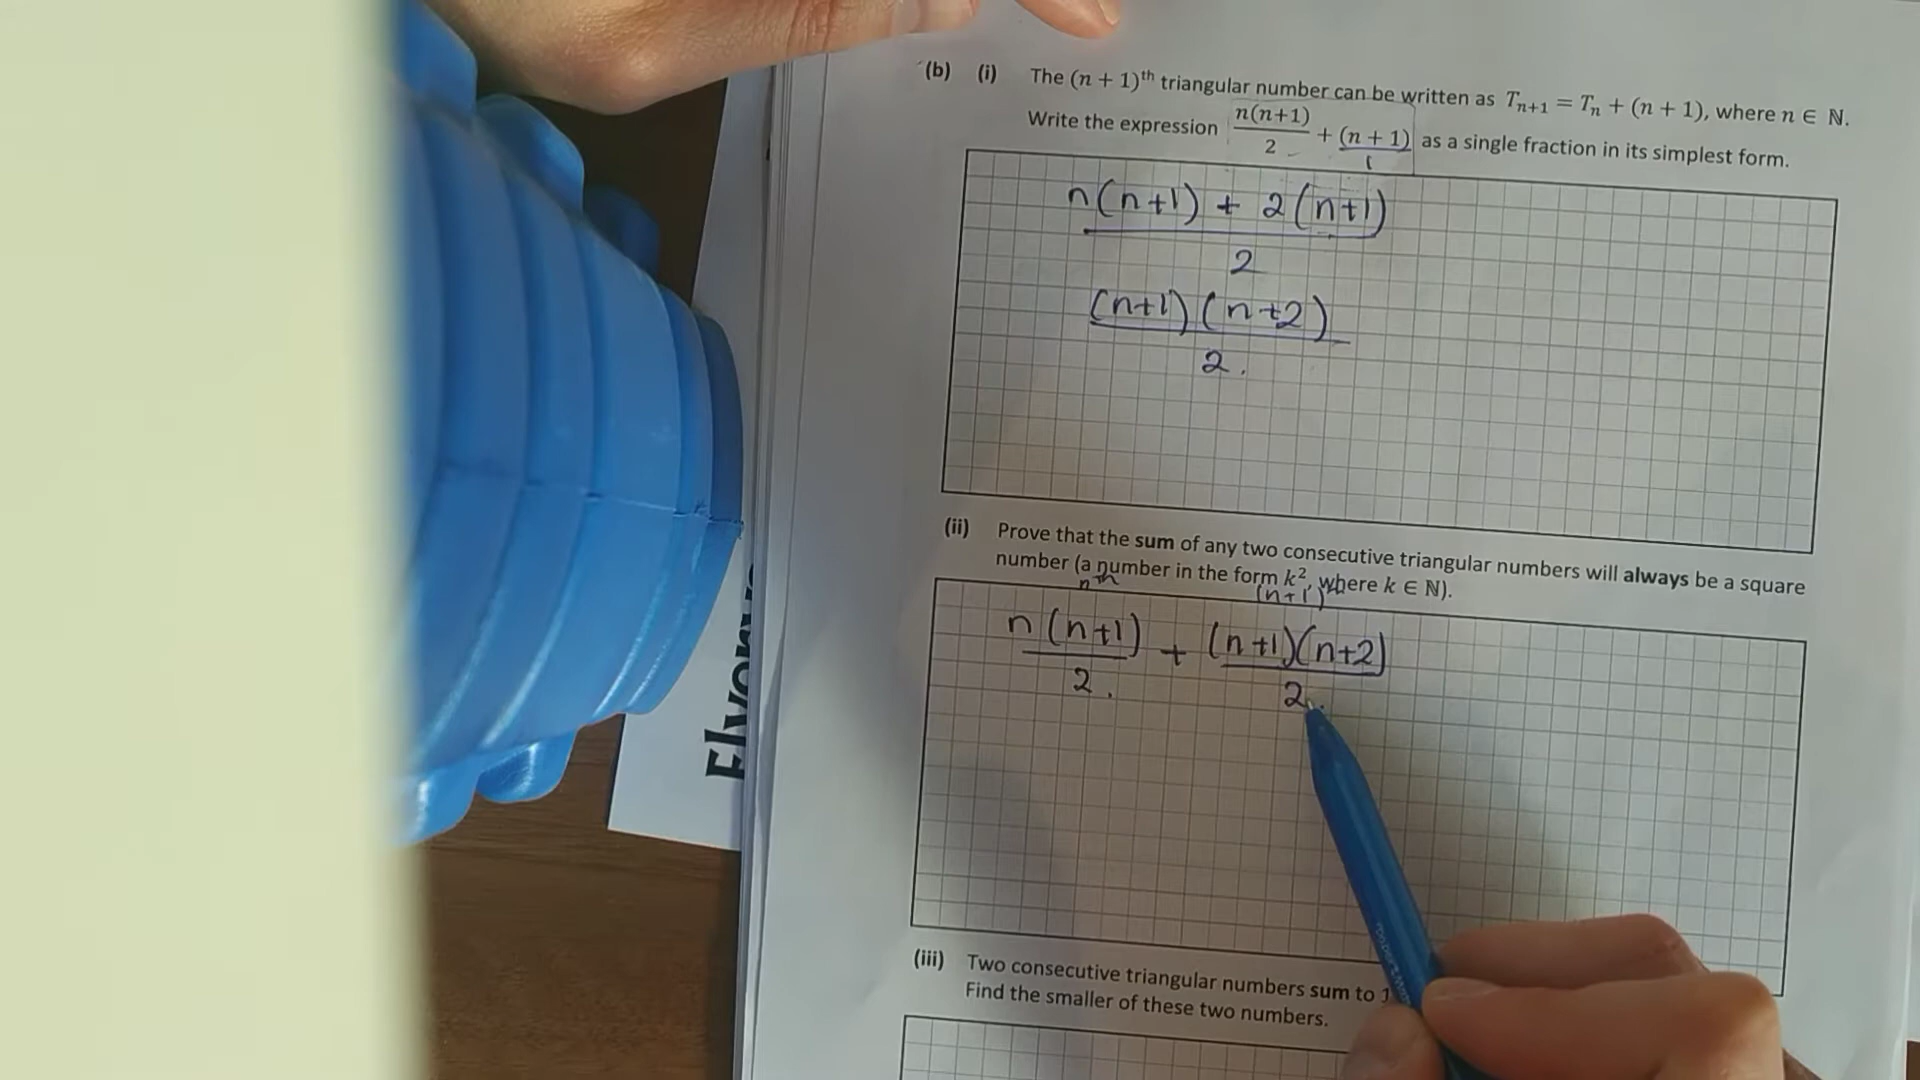 (b) (i) The (n + 1)th triangular number can be written as Tn+1 = Tn + (n + 1), where n ∈ ℕ.
Write the expression n(n+1)/2 + (n + 1)/1 as a single fraction in its simplest form.
n(n+1) + 2(n+1)
2
(n+1)(n+2)
2.
(ii) Prove that the sum of any two consecutive triangular numbers will always be a square
number (a number in the form k², where k ∈ ℕ).
nth (n+1)th
n(n+1)/2. + (n+1)(n+2)/2.
(iii) Two consecutive triangular numbers sum to 1
Find the smaller of these two numbers.